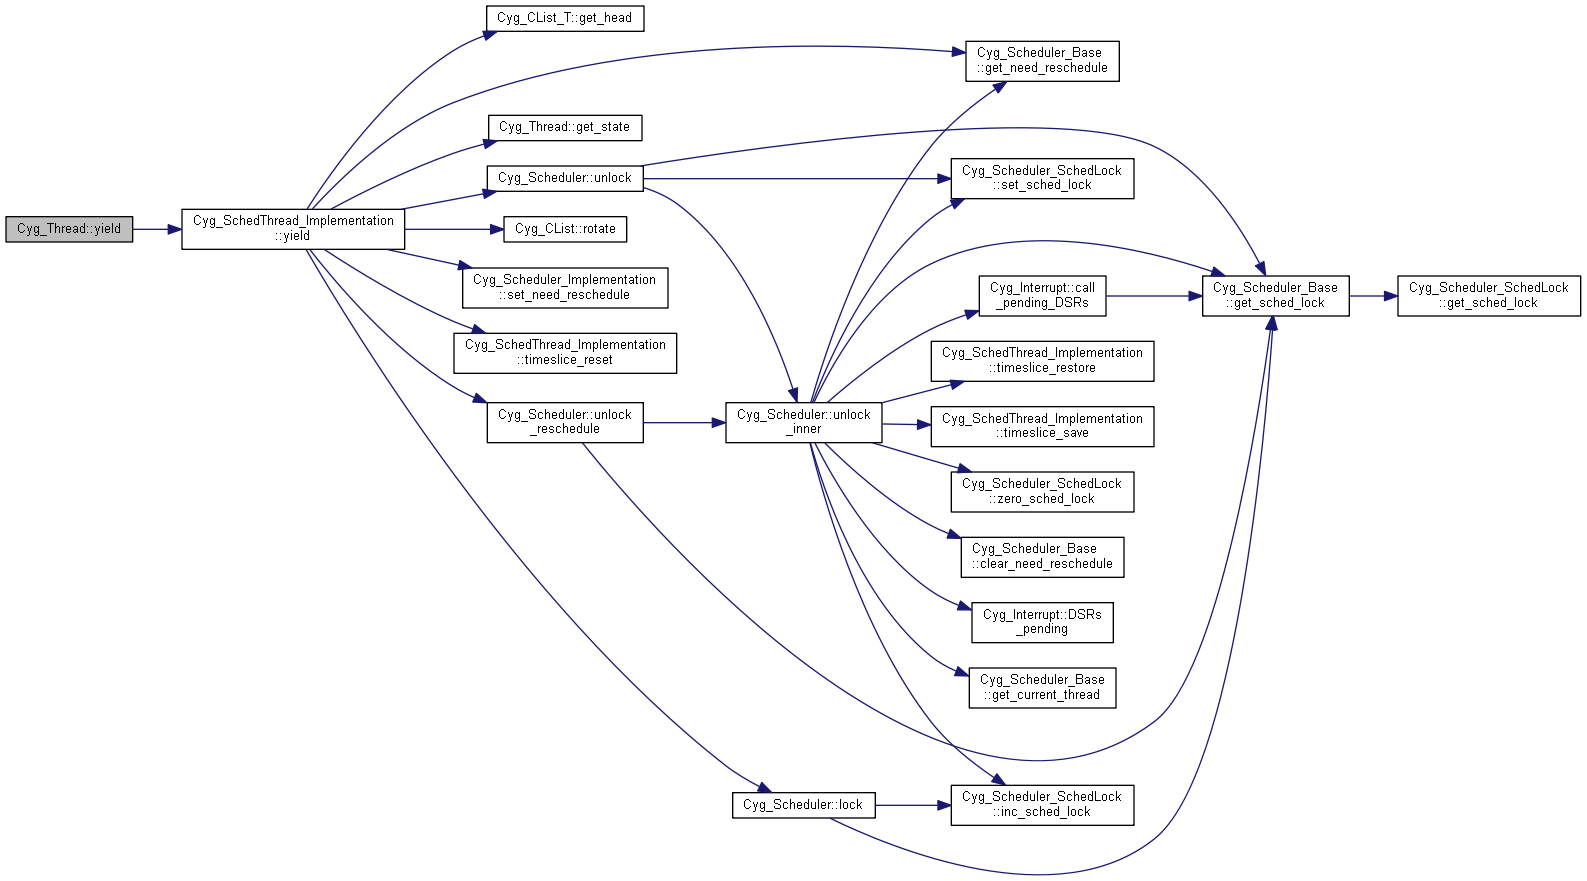 Cyg_Thread::yield
Cyg_SchedThread_Implementation
::yield
Cyg_CList_T::get_head
Cyg_Thread::get_state
Cyg_Scheduler::unlock
Cyg_CList::rotate
Cyg_Scheduler_Implementation
::set_need_reschedule
Cyg_SchedThread_Implementation
::timeslice_reset
Cyg_Scheduler::unlock
_reschedule
Cyg_Scheduler::unlock
_inner
Cyg_Scheduler::lock
Cyg_Scheduler_Base
::get_need_reschedule
Cyg_Scheduler_SchedLock
::set_sched_lock
Cyg_Interrupt::call
_pending_DSRs
Cyg_SchedThread_Implementation
::timeslice_restore
Cyg_SchedThread_Implementation
::timeslice_save
Cyg_Scheduler_SchedLock
::zero_sched_lock
Cyg_Scheduler_Base
::clear_need_reschedule
Cyg_Interrupt::DSRs
_pending
Cyg_Scheduler_Base
::get_current_thread
Cyg_Scheduler_SchedLock
::inc_sched_lock
Cyg_Scheduler_Base
::get_sched_lock
Cyg_Scheduler_SchedLock
::get_sched_lock